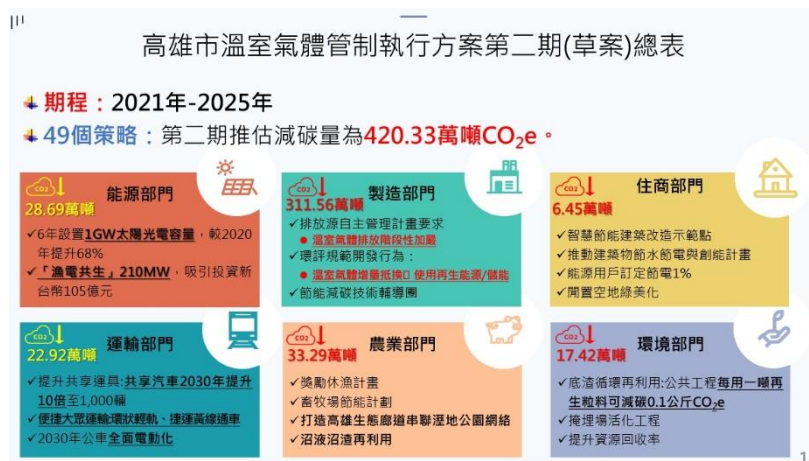 高雄市溫室氣體管制執行方案第二期(草案)總表
期程：2021年-2025年
49個策略：第二期推估減碳量為420.33萬噸CO₂e。
CO2
28.69萬噸
能源部門
✓6年設置1GW太陽光電容量，較2020
年提升68%
✓「漁電共生」210MW，吸引投資新
台幣105億元
CO2
311.56萬噸
製造部門
✓排放源自主管理計畫要求
● 溫室氣體排放階段性加嚴
✓環評規範開發行為：
● 溫室氣體增量抵換□ 使用再生能源/儲能
✓節能減碳技術輔導團
CO2
6.45萬噸
住商部門
✓智慧節能建築改造示範點
✓推動建築物節水節電與創能計畫
✓能源用戶訂定節電1%
✓閒置空地綠美化
CO2
22.92萬噸
運輸部門
✓提升共享運具:共享汽車2030年提升
10倍至1,000輛
✓便捷大眾運輸:環狀輕軌、捷運黃線通車
✓2030年公車全面電動化
CO2
33.29萬噸
農業部門
✓獎勵休漁計畫
✓畜牧場節能計劃
✓打造高雄生態廊道串聯溼地公園網絡
✓沼液沼渣再利用
CO2
17.42萬噸
環境部門
✓底渣循環再利用:公共工程每用一噸再
生粒料可減碳0.1公斤CO₂e
✓掩埋場活化工程
✓提升資源回收率
1